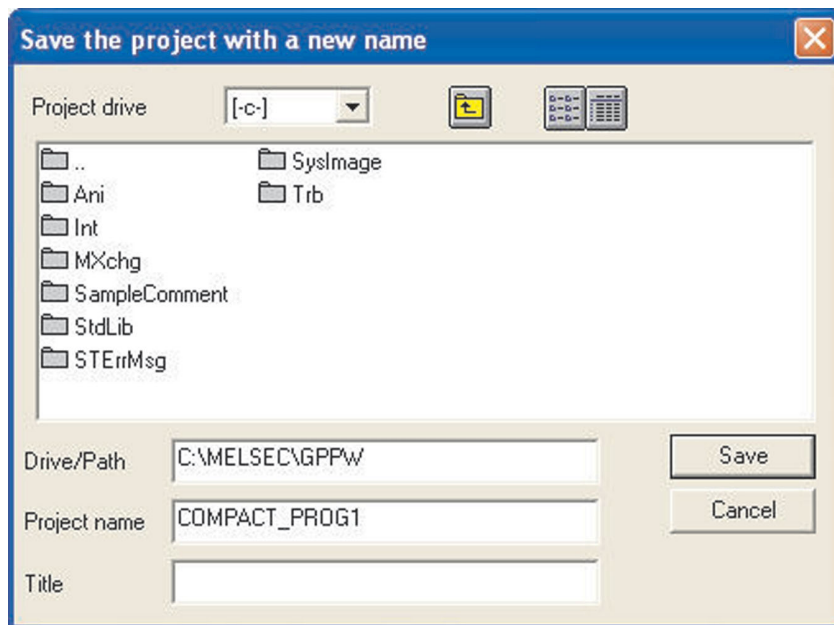 Save the project with a new name
Project drive
[-c-]
..
Ani
Int
MXchg
SampleComment
StdLib
STErrMsg
SysImage
Trb
Drive/Path
C:\MELSEC\GPPW
Save
Project name
COMPACT_PROG1
Cancel
Title